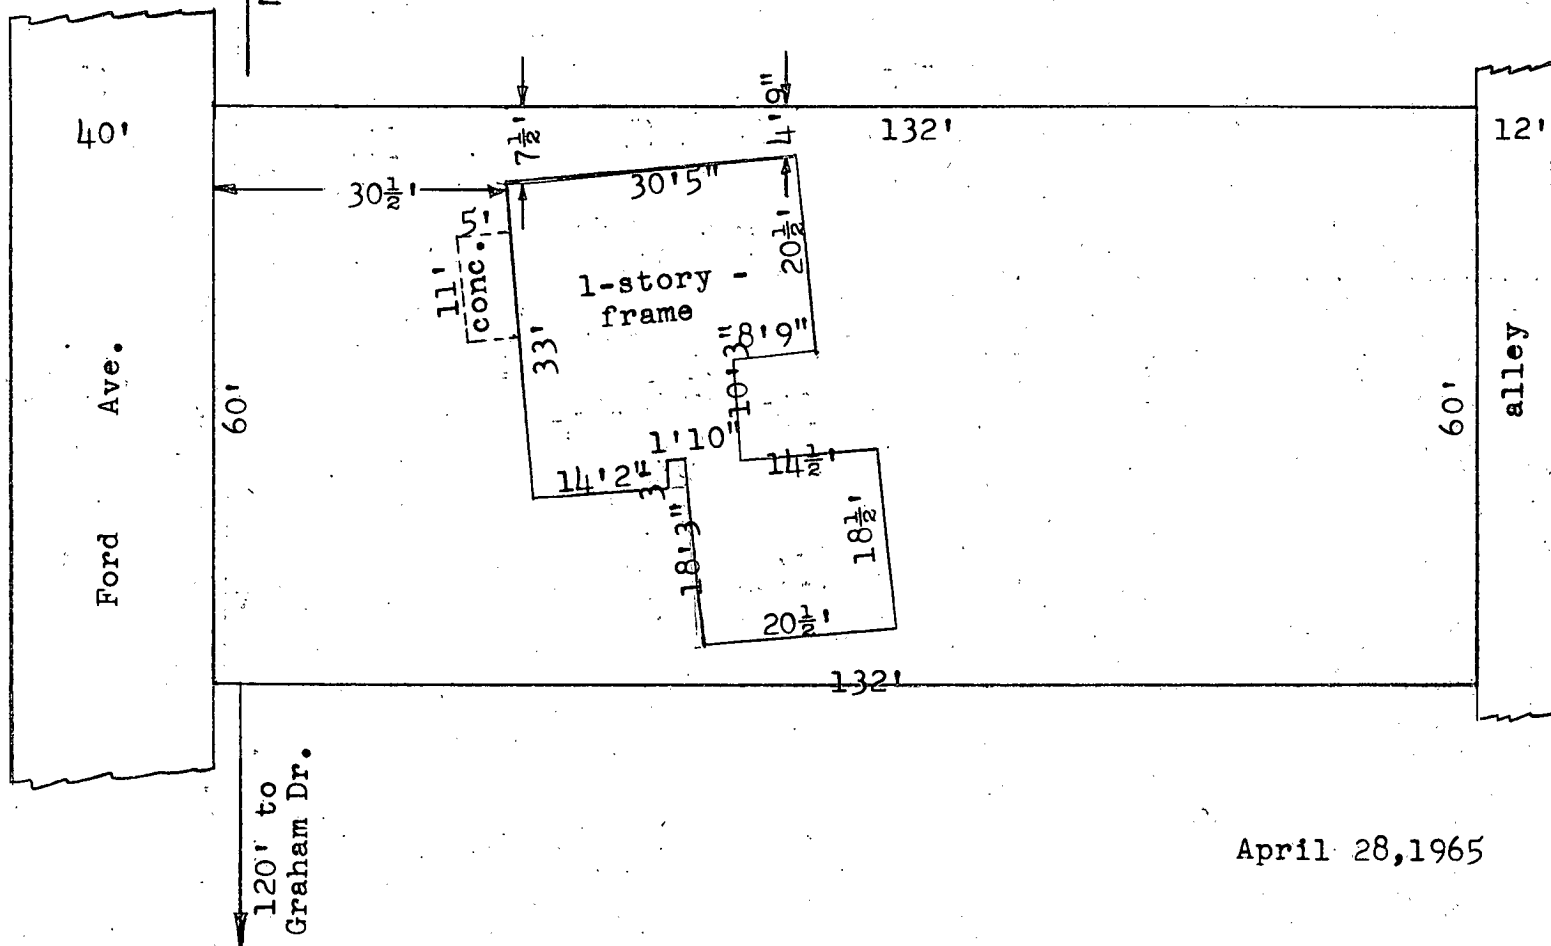 40'
7½'
4'9"
132'
12'
30½'
30'5"
5'
11'
conc.
20½'
1-story -
frame
33'
8'9"
10'3"
Ford Ave.
60'
60'
alley
1'10"
14'2"
3'
14½'
18'3"
18½'
20½'
132'
120' to
Graham Dr.
April 28,1965